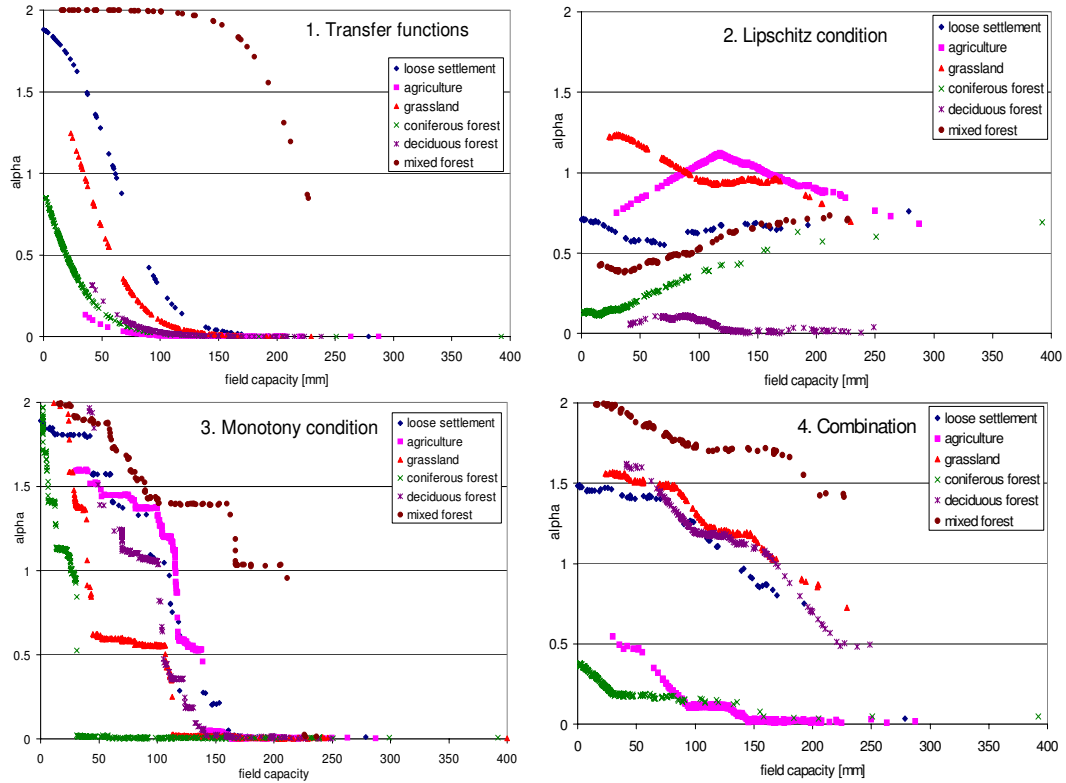 1. Transfer functions
loose settlement
agriculture
grassland
coniferous forest
deciduous forest
mixed forest
alpha
2
1.5
1
0.5
0
0 50 100 150 200 250 300 350 400
field capacity [mm]
2. Lipschitz condition
loose settlement
agriculture
grassland
coniferous forest
deciduous forest
mixed forest
alpha
2
1.5
1
0.5
0
0 50 100 150 200 250 300 350 400
field capacity [mm]
3. Monotony condition
loose settlement
agriculture
grassland
coniferous forest
deciduous forest
mixed forest
alpha
2
1.5
1
0.5
0
0 50 100 150 200 250 300 350 400
field capacity
4. Combination
loose settlement
agriculture
grassland
coniferous forest
deciduous forest
mixed forest
alpha
2
1.5
1
0.5
0
0 50 100 150 200 250 300 350 400
field capacity [mm]